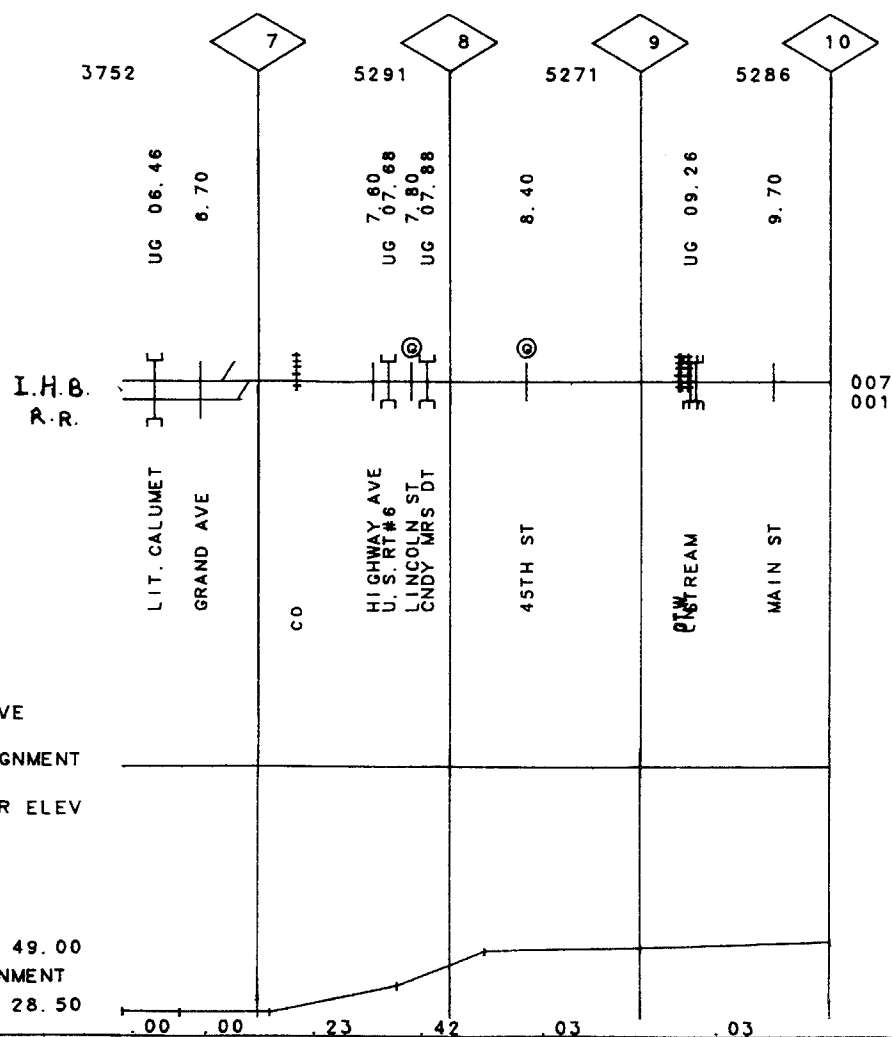 7 8 9 10
3752 5291 5271 5286
UG 06.46
6.70
7.60
UG 07.68
7.80
UG 07.88
8.40
UG 09.26
9.70
G G
I.H.B.
R.R.
007
001
LIT. CALUMET
GRAND AVE
CO
HIGHWAY AVE
U.S.RT#6
LINCOLN ST
CNDY MRS DT
45TH ST
STREAM
MAIN ST
VE
GNMENT
R ELEV
49.00
NMENT
28.50
.00 .00 .23 .42 .03 .03